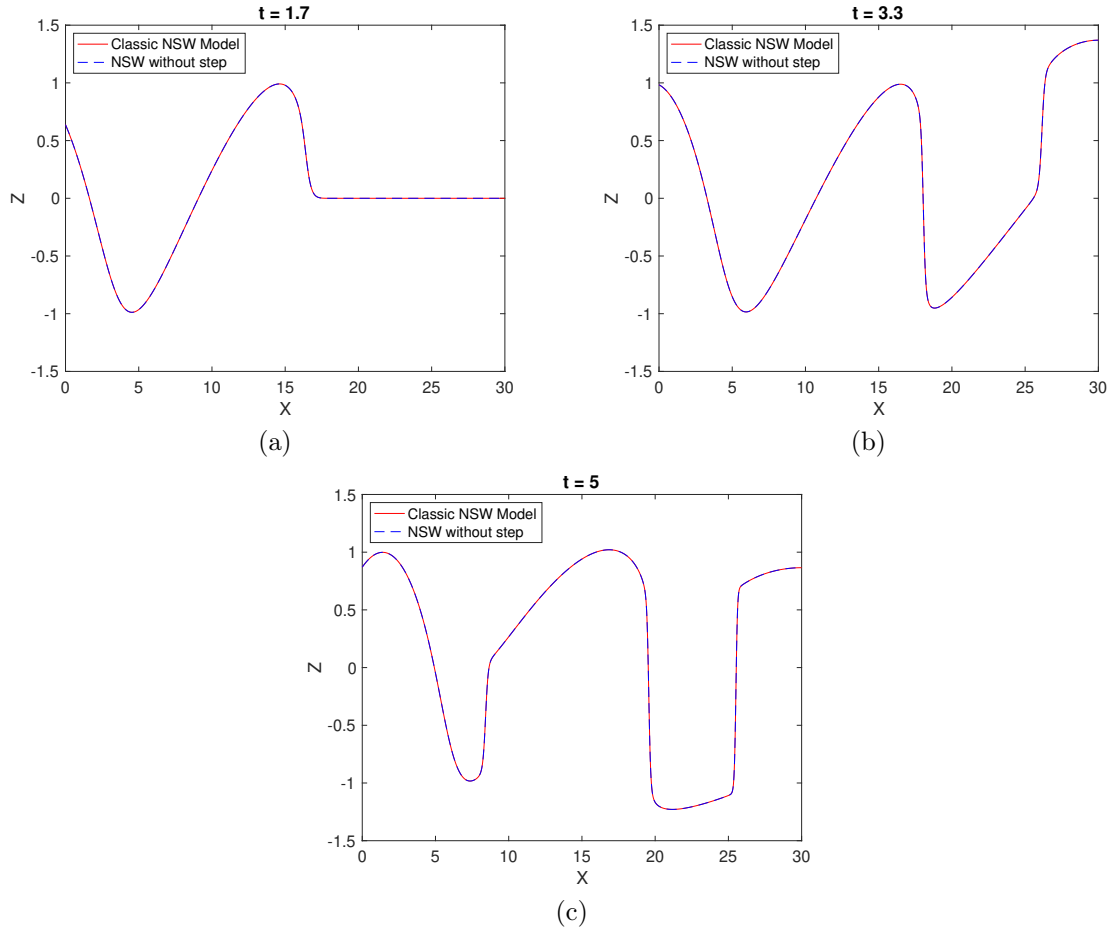 t = 1.7
Classic NSW Model
NSW without step
1.5
1
0.5
0
-0.5
-1
-1.5
Z
0 5 10 15 20 25 30
X
(a)
t = 3.3
Classic NSW Model
NSW without step
1.5
1
0.5
0
-0.5
-1
-1.5
Z
0 5 10 15 20 25 30
X
(b)
t = 5
Classic NSW Model
NSW without step
1.5
1
0.5
0
-0.5
-1
-1.5
Z
0 5 10 15 20 25 30
X
(c)